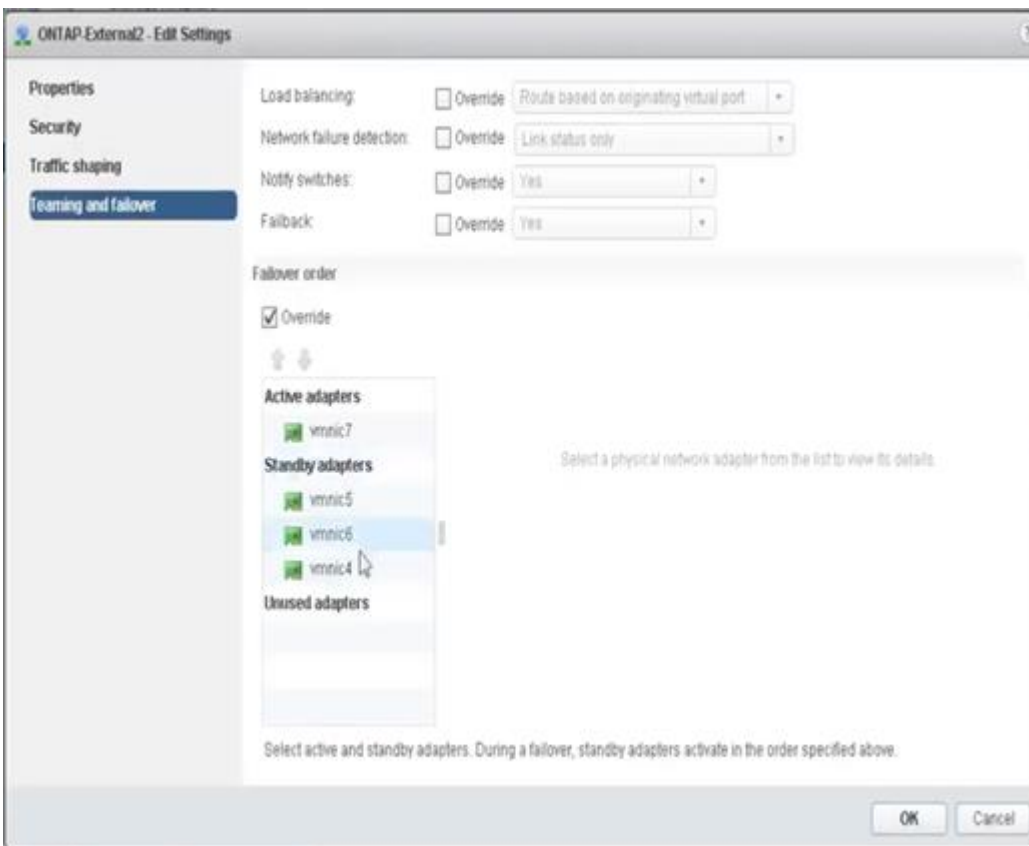 ONTAP-External2 - Edit Settings
Properties
Security
Traffic shaping
Teaming and failover
Load balancing: Override Route based on originating virtual port
Network failure detection: Override Link status only
Notify switches: Override Yes
Failback: Override Yes
Failover order
Override
Active adapters
vmnic7
Standby adapters
vmnic5
vmnic6
vmnic4
Unused adapters
Select a physical network adapter from the list to view its details.
Select active and standby adapters. During a failover, standby adapters activate in the order specified above.
OK Cancel